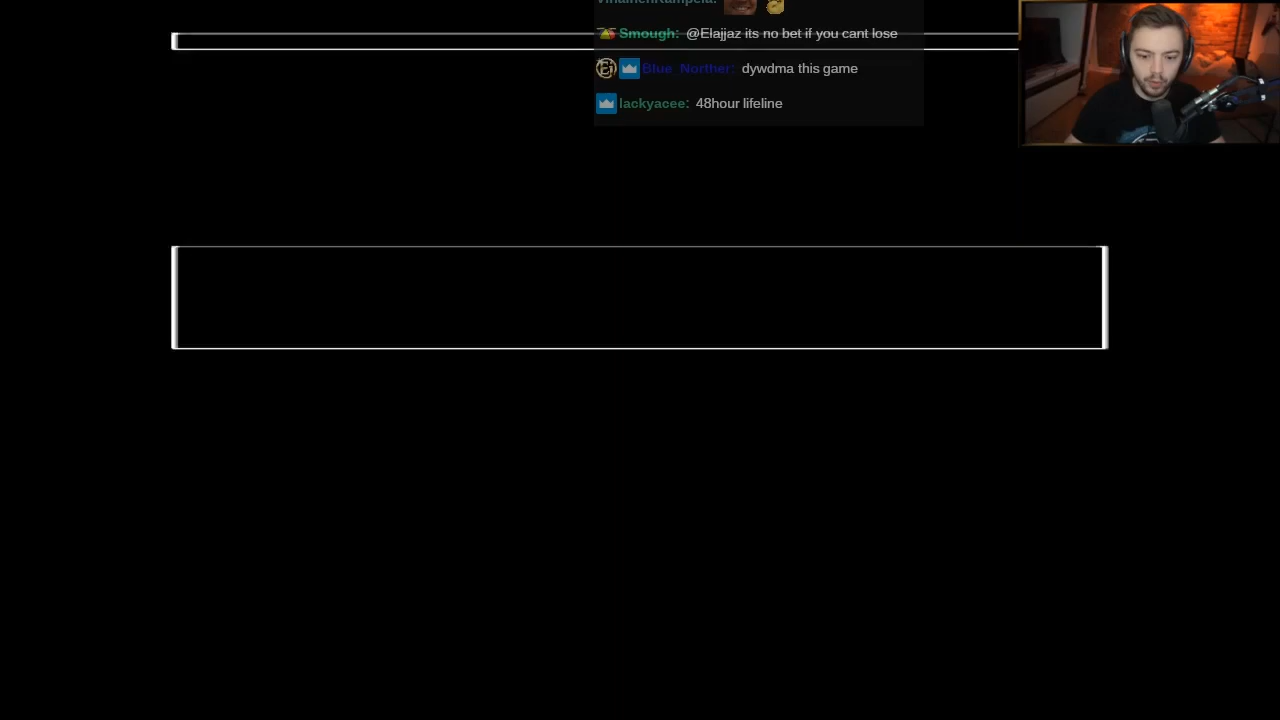 Smough: @Elajjaz its no bet if you cant lose
Blue_Norther: dywdma this game
lackyacee: 48hour lifeline